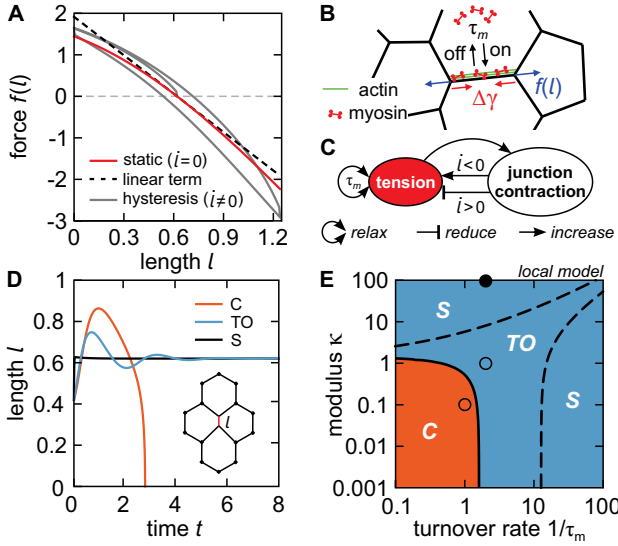 A
force f(l)
2
1
0
-1
-2
-3
static (l̇=0)
linear term
hysteresis (l̇≠0)
0
0.3
0.6
0.9
1.2
length l
B
τm
off
on
actin
myosin
Δγ
f(l)
C
τm
tension
l̇<0
l̇>0
junction
contraction
relax
reduce
increase
D
length l
1
0.8
0.6
0.4
0.2
0
C
TO
S
l
0
2
4
6
8
time t
E
local model
modulus κ
100
10
1
0.1
0.01
0.001
S
TO
S
C
0.1
1
10
100
turnover rate 1/τm